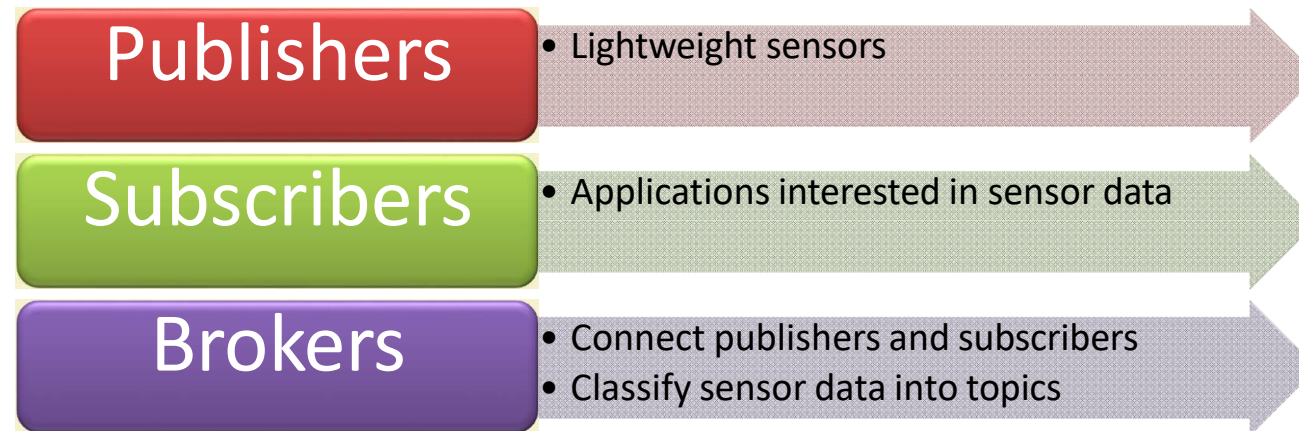 Publishers
• Lightweight sensors
Subscribers
• Applications interested in sensor data
Brokers
• Connect publishers and subscribers
• Classify sensor data into topics